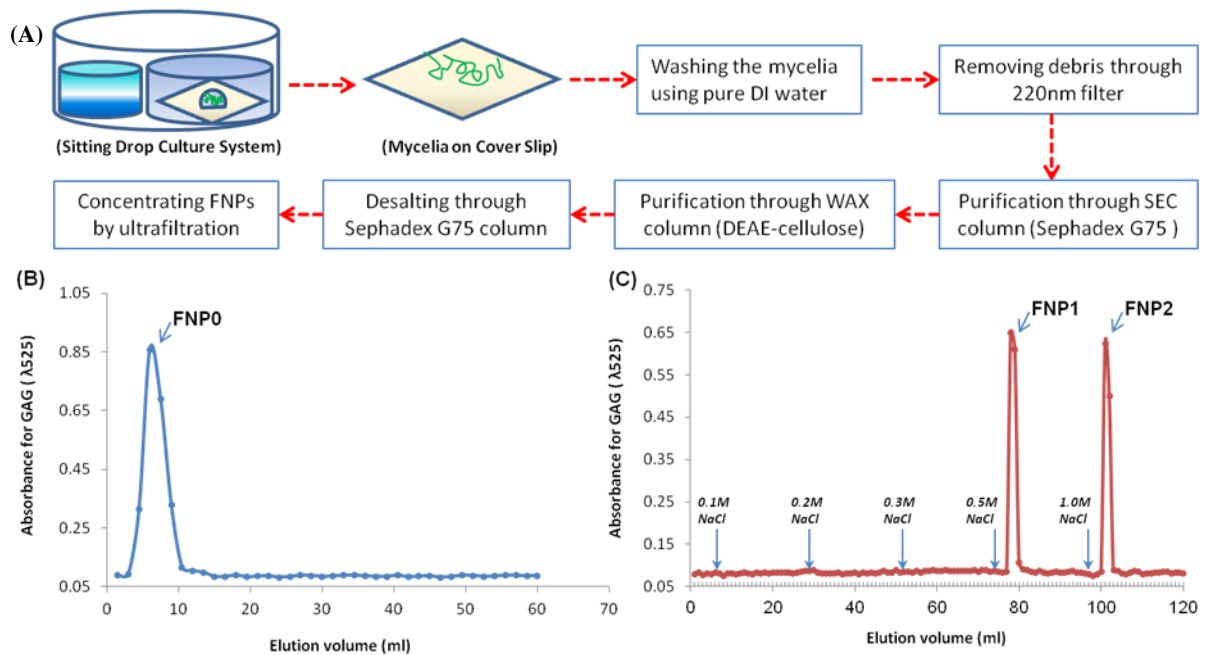 (A)
(Sitting Drop Culture System)
(Mycelia on Cover Slip)
Washing the mycelia
using pure DI water
Removing debris through
220nm filter
Concentrating FNPs
by ultrafiltration
Desalting through
Sephadex G75 column
Purification through WAX
column (DEAE-cellulose)
Purification through SEC
column (Sephadex G75 )
(B)
Absorbance for GAG ( λ525)
1.05
0.85
0.65
0.45
0.25
0.05
FNP0
0
10
20
30
40
50
60
70
Elution volume (ml)
(C)
Absorbance for GAG ( λ525)
0.75
0.65
0.55
0.45
0.35
0.25
0.15
0.05
FNP1
FNP2
0.1M
NaCl
0.2M
NaCl
0.3M
NaCl
0.5M
NaCl
1.0M
NaCl
0
20
40
60
80
100
120
Elution volume (ml)